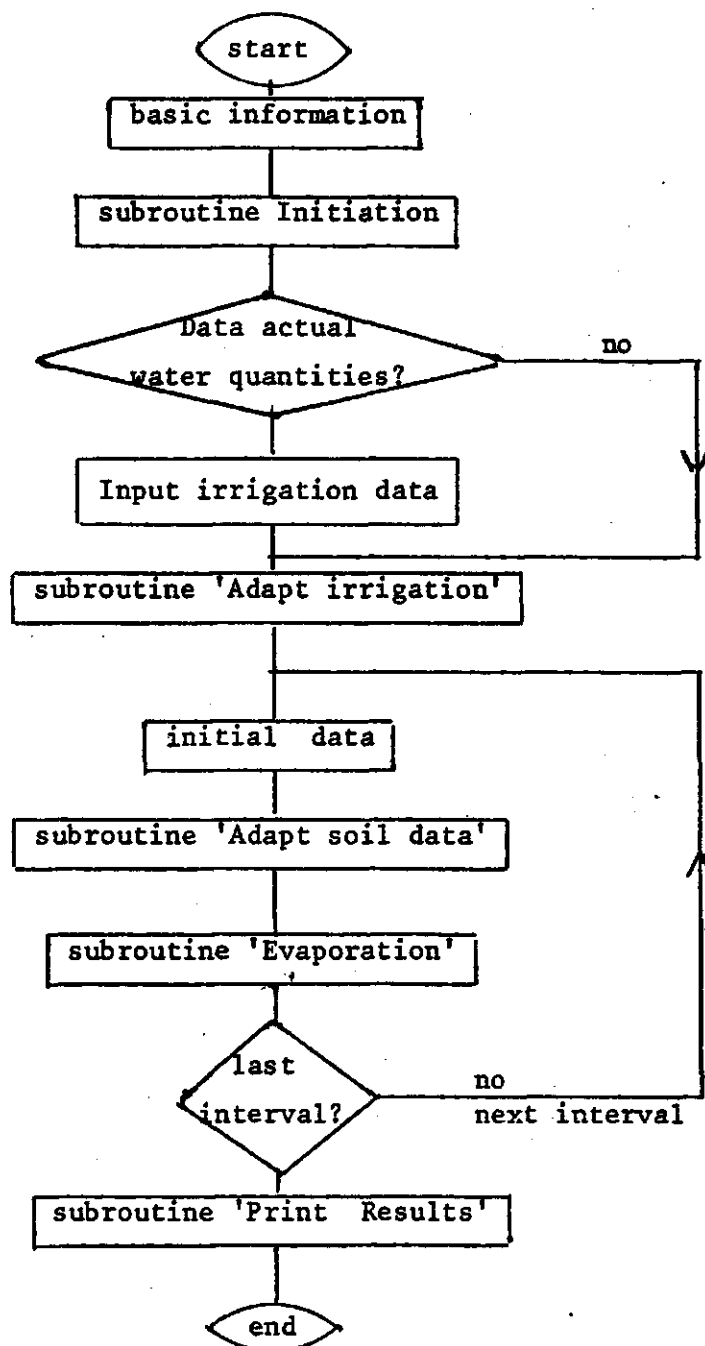 start
basic information
subroutine Initiation
Data actual
water quantities?
no
Input irrigation data
subroutine 'Adapt irrigation'
initial data
subroutine 'Adapt soil data'
subroutine 'Evaporation'
last
interval?
no
next interval
subroutine 'Print Results'
end